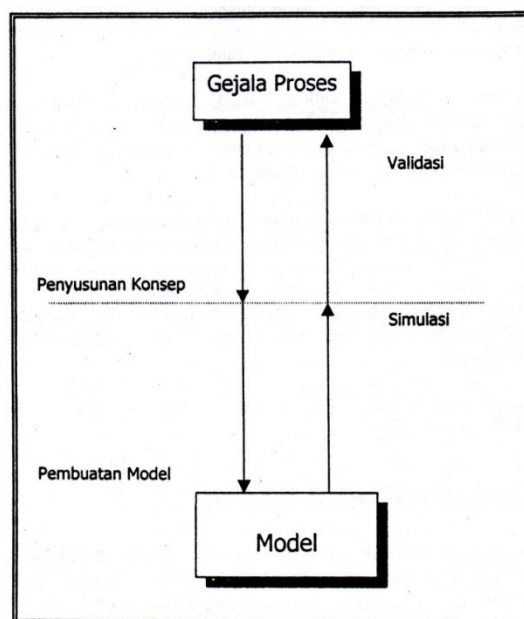 Gejala Proses
Validasi
Penyusunan Konsep
Simulasi
Pembuatan Model
Model